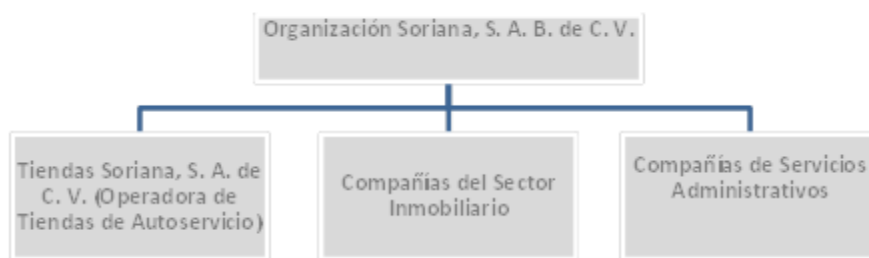 Organización Soriana, S. A. B. de C. V.
Tiendas Soriana, S. A. de
C. V. (Operadora de
Tiendas de Autoservicio)
Compañías del Sector
Inmobiliario
Compañías de Servicios
Administrativos